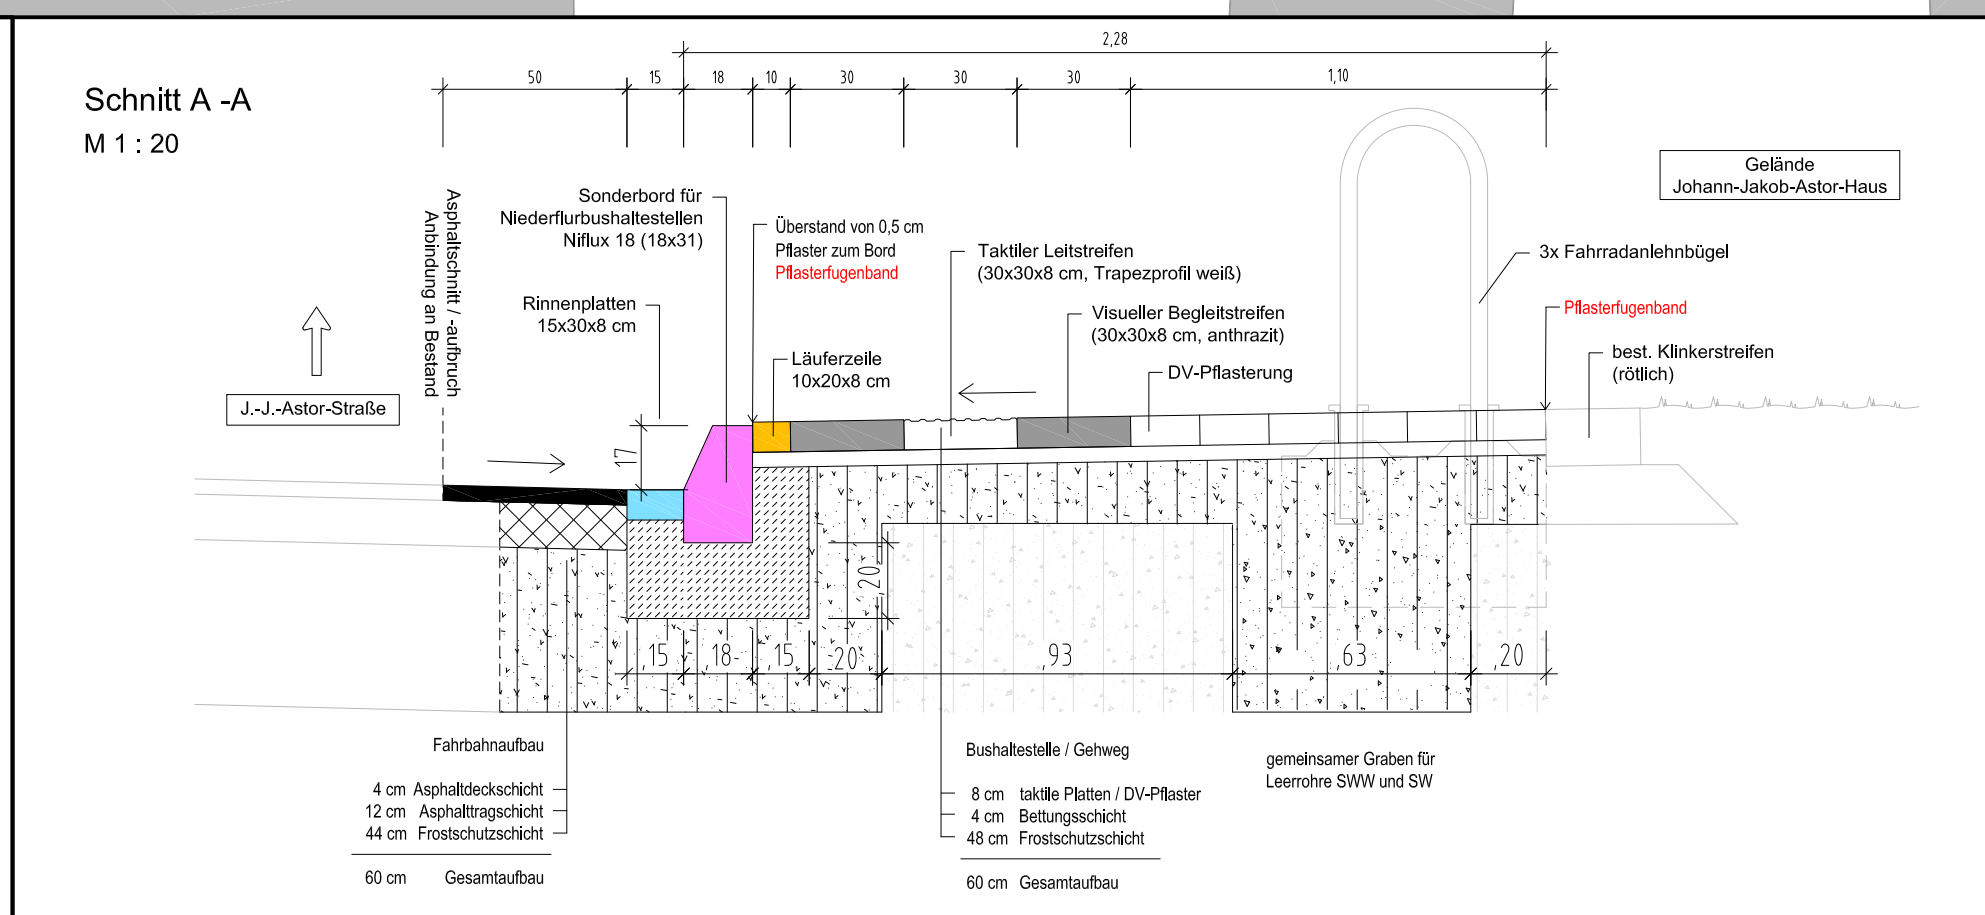 2,28
50
15
18
10
30
30
30
1,10
Schnitt A -A
M 1 : 20
Gelände
Johann-Jakob-Astor-Haus
Asphaltschnitt / -aufbruch
Anbindung an Bestand
Sonderbord für
Niederflurbushaltestellen
Niflux 18 (18x31)
Überstand von 0,5 cm
Pflaster zum Bord
Pflasterfugenband
Taktiler Leitstreifen
(30x30x8 cm, Trapezprofil weiß)
3x Fahrradanlehnbügel
Rinnenplatten
15x30x8 cm
Visueller Begleitstreifen
(30x30x8 cm, anthrazit)
Pflasterfugenband
Läuferzeile
10x20x8 cm
DV-Pflasterung
best. Klinkerstreifen
(rötlich)
J.-J.-Astor-Straße
17
,20
,15
,18
,15
20
,93
,63
,20
Fahrbahnaufbau
4 cm Asphaltdeckschicht
12 cm Asphalttragschicht
44 cm Frostschutzschicht
60 cm Gesamtaufbau
Bushaltestelle / Gehweg
8 cm taktile Platten / DV-Pflaster
4 cm Bettungsschicht
48 cm Frostschutzschicht
60 cm Gesamtaufbau
gemeinsamer Graben für
Leerrohre SWW und SW